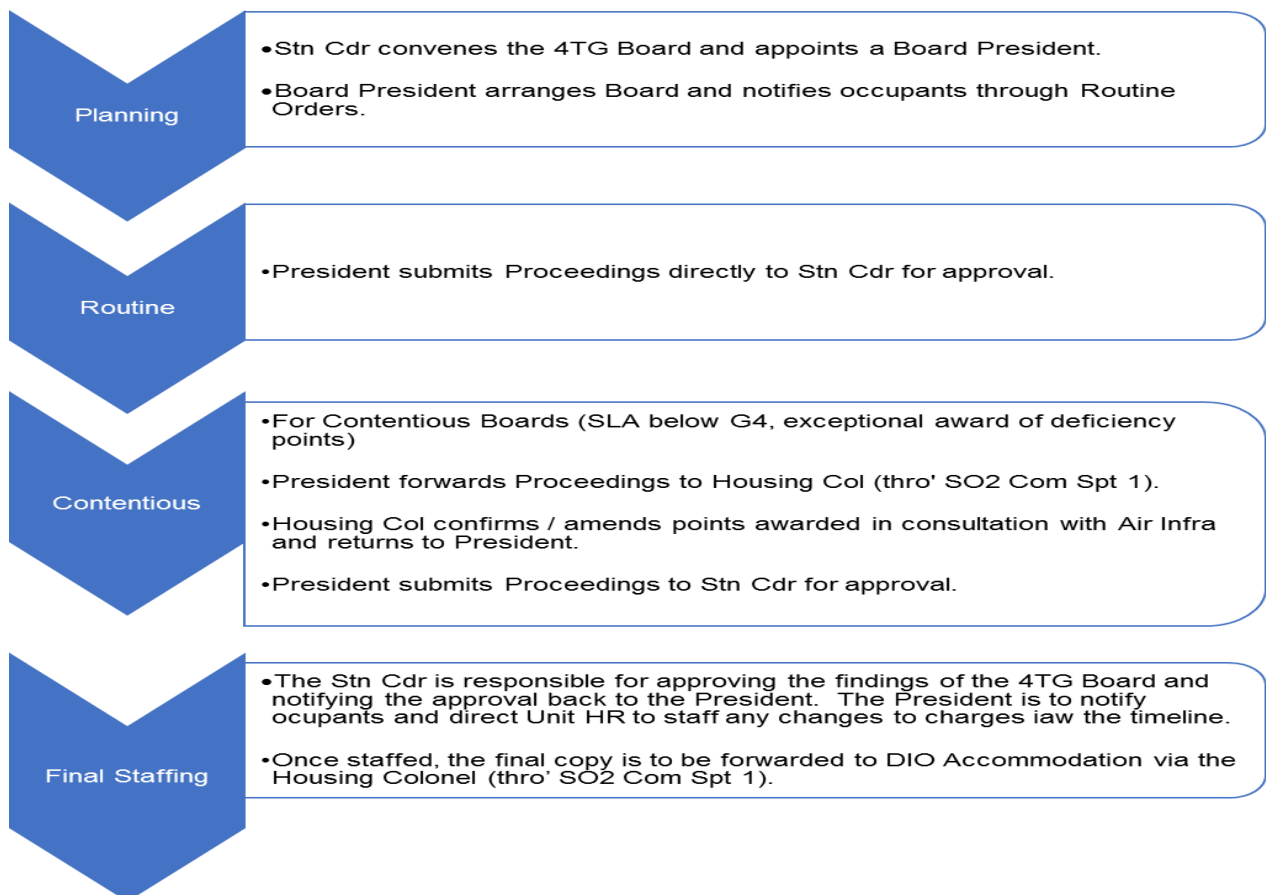 Planning
•Stn Cdr convenes the 4TG Board and appoints a Board President.
•Board President arranges Board and notifies occupants through Routine
Orders.
Routine
•President submits Proceedings directly to Stn Cdr for approval.
Contentious
•For Contentious Boards (SLA below G4, exceptional award of deficiency
points)
•President forwards Proceedings to Housing Col (thro' SO2 Com Spt 1).
•Housing Col confirms / amends points awarded in consultation with Air Infra
and returns to President.
•President submits Proceedings to Stn Cdr for approval.
Final Staffing
•The Stn Cdr is responsible for approving the findings of the 4TG Board and
notifying the approval back to the President.  The President is to notify
ocupants and direct Unit HR to staff any changes to charges iaw the timeline.
•Once staffed, the final copy is to be forwarded to DIO Accommodation via the
Housing Colonel (thro’ SO2 Com Spt 1).